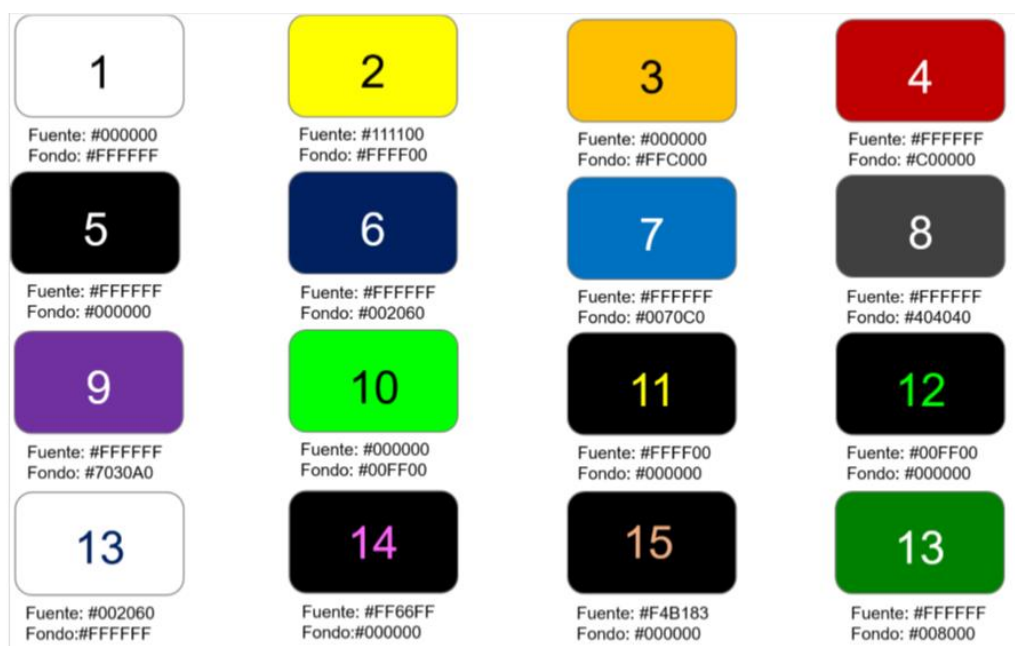 1
2
3
4
Fuente: #000000
Fondo: #FFFFFF
Fuente: #111100
Fondo: #FFFF00
Fuente: #000000
Fondo: #FFC000
Fuente: #FFFFFF
Fondo: #C00000
5
6
7
8
Fuente: #FFFFFF
Fondo: #000000
Fuente: #FFFFFF
Fondo: #002060
Fuente: #FFFFFF
Fondo: #0070C0
Fuente: #FFFFFF
Fondo: #404040
9
10
11
12
Fuente: #FFFFFF
Fondo: #7030A0
Fuente: #000000
Fondo: #00FF00
Fuente: #FFFF00
Fondo: #000000
Fuente: #00FF00
Fondo: #000000
13
14
15
13
Fuente: #002060
Fondo:#FFFFFF
Fuente: #FF66FF
Fondo:#000000
Fuente: #F4B183
Fondo: #000000
Fuente: #FFFFFF
Fondo: #008000